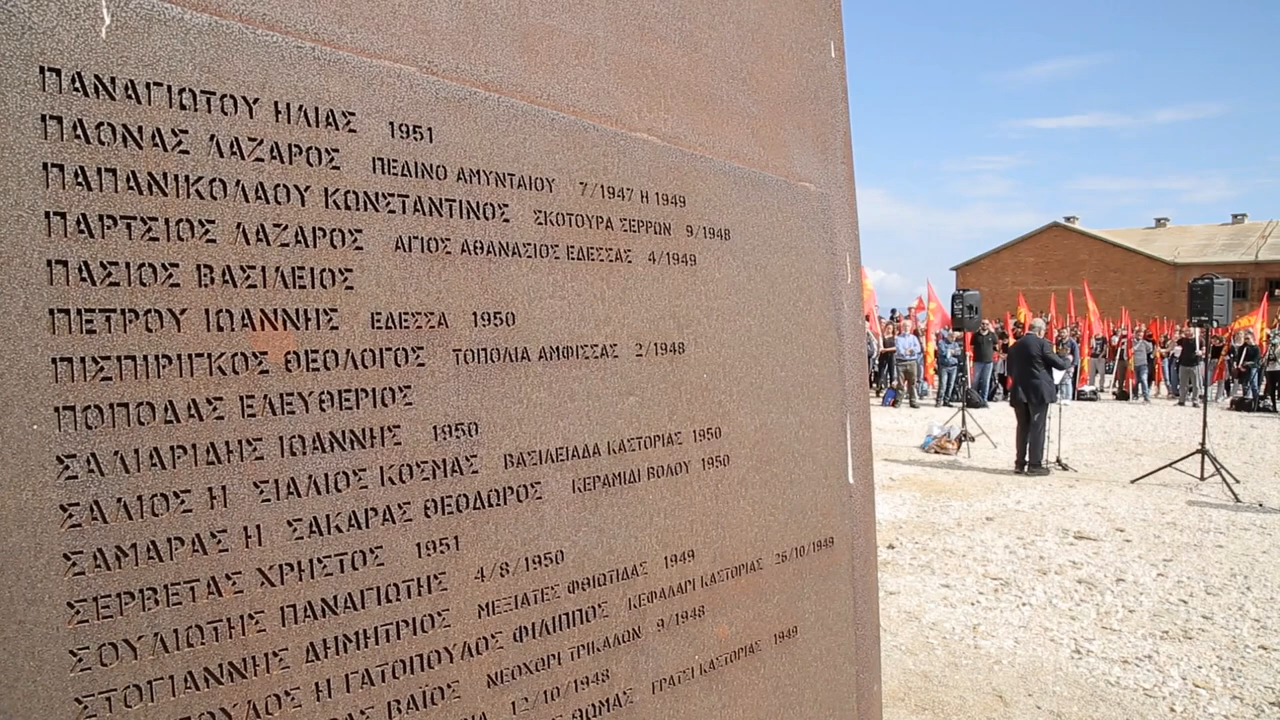 ΠΑΝΑΓΙΩΤΟΥ ΗΛΙΑΣ 1951
ΠΑΟΝΑΣ ΛΑΖΑΡΟΣ ΠΕΔΙΝΟ ΑΜΥΝΤΑΙΟΥ 7/1947 Η 1949
ΠΑΠΑΝΙΚΟΛΑΟΥ ΚΩΝΣΤΑΝΤΙΝΟΣ ΣΚΟΤΟΥΡΑ ΣΕΡΡΩΝ 9/1948
ΠΑΡΤΣΙΟΣ ΛΑΖΑΡΟΣ ΑΓΙΟΣ ΑΘΑΝΑΣΙΟΣ ΕΔΕΣΣΑΣ 4/1949
ΠΑΣΙΟΣ ΒΑΣΙΛΕΙΟΣ
ΠΕΤΡΟΥ ΙΩΑΝΝΗΣ ΕΔΕΣΣΑ 1950
ΠΙΣΠΙΡΙΓΚΟΣ ΘΕΟΛΟΓΟΣ ΤΟΠΟΛΙΑ ΑΜΦΙΣΣΑΣ 2/1948
ΠΟΠΟΔΑΣ ΕΛΕΥΘΕΡΙΟΣ
ΣΑΛΙΑΡΙΔΗΣ ΙΩΑΝΝΗΣ 1950
ΣΑΛΙΟΣ Η ΣΙΑΛΙΟΣ ΚΟΣΜΑΣ ΒΑΣΙΛΕΙΑΔΑ ΚΑΣΤΟΡΙΑΣ 1950
ΣΑΜΑΡΑΣ Η ΣΑΚΑΡΑΣ ΘΕΟΔΩΡΟΣ ΚΕΡΑΜΙΔΙ ΒΟΛΟΥ 1950
ΣΕΡΒΕΤΑΣ ΧΡΗΣΤΟΣ 1951
ΣΟΥΛΙΩΤΗΣ ΠΑΝΑΓΙΩΤΗΣ 4/8/1950
ΣΤΟΓΙΑΝΝΗΣ ΔΗΜΗΤΡΙΟΣ ΜΕΞΙΑΤΕΣ ΦΘΙΩΤΙΔΑΣ 1949
Η ΓΑΤΟΠΟΥΛΟΣ ΦΙΛΙΠΠΟΣ ΚΕΦΑΛΑΡΙ ΚΑΣΤΟΡΙΑΣ 26/10/1949
ΒΑΪΟΣ ΝΕΟΧΩΡΙ ΤΡΙΚΑΛΩΝ 9/1948
12/10/1948
ΘΩΜΑΣ ΓΡΑΤΣΙ ΚΑΣΤΟΡΙΑΣ 1949